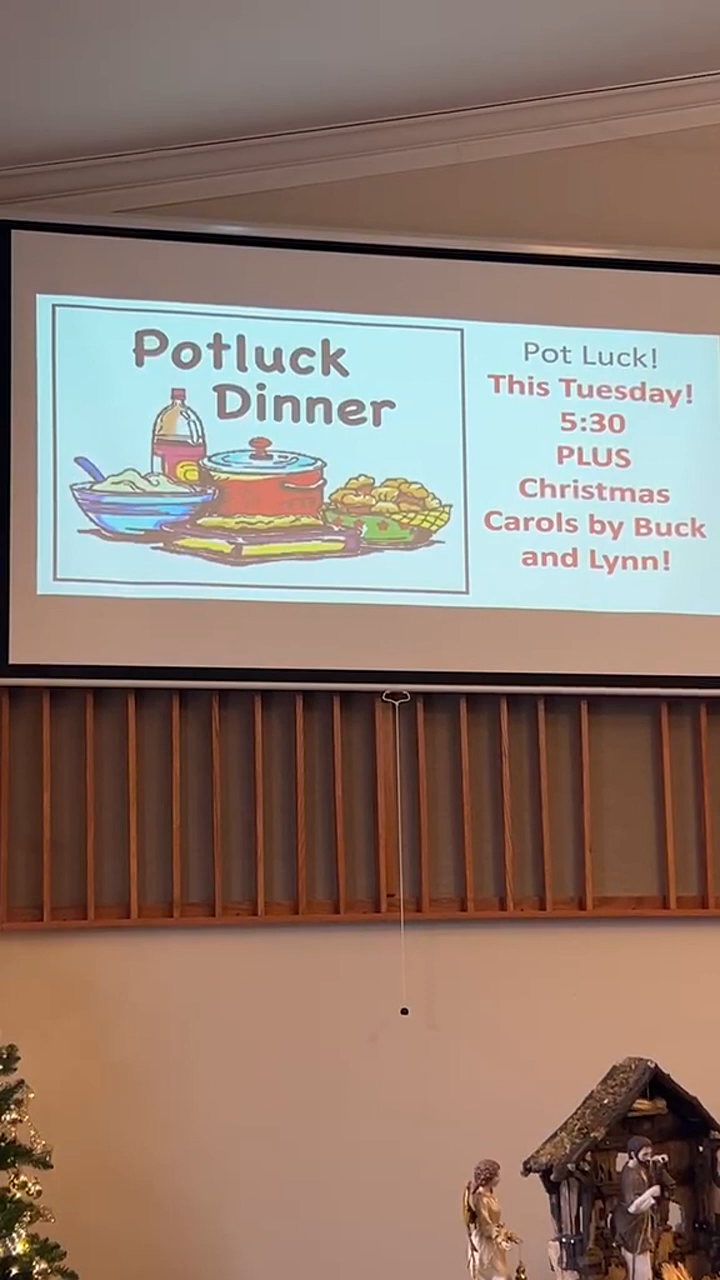 Potluck
Dinner
Pot Luck!
This Tuesday!
5:30
PLUS
Christmas
Carols by Buck
and Lynn!